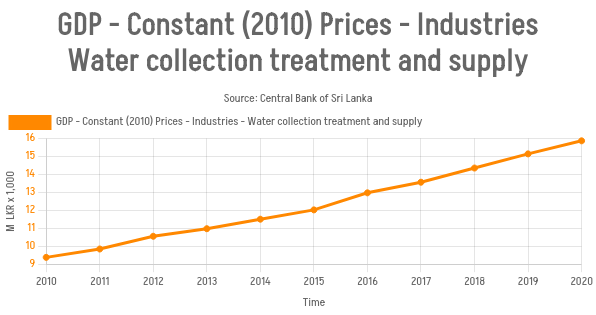 GDP - Constant (2010) Prices - Industries
Water collection treatment and supply
Source: Central Bank of Sri Lanka
GDP - Constant (2010) Prices - Industries - Water collection treatment and supply
M LKR x 1,000
16
15
14
13
12
11
10
9
2010 2011 2012 2013 2014 2015 2016 2017 2018 2019 2020
Time